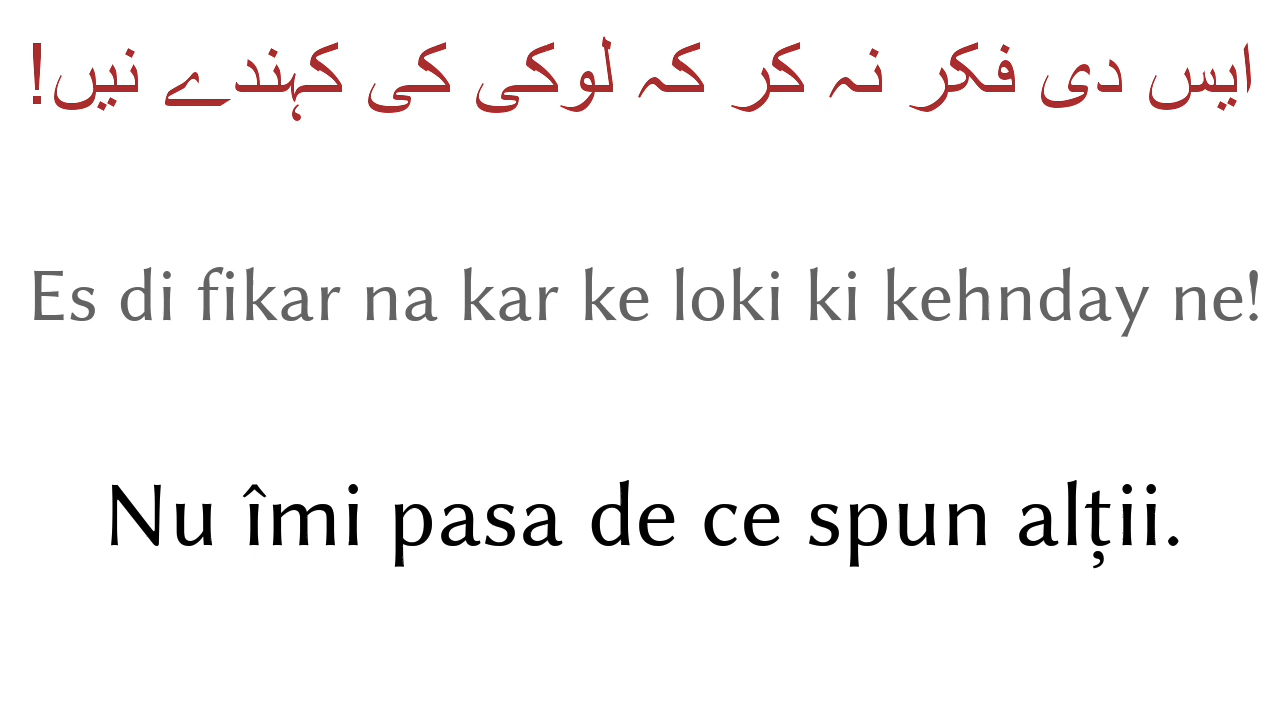 ایس دی فکر نہ کر کہ لوکی کی کہندے نیں!
Es di fikar na kar ke loki ki kehnday ne!
Nu îmi pasa de ce spun alții.